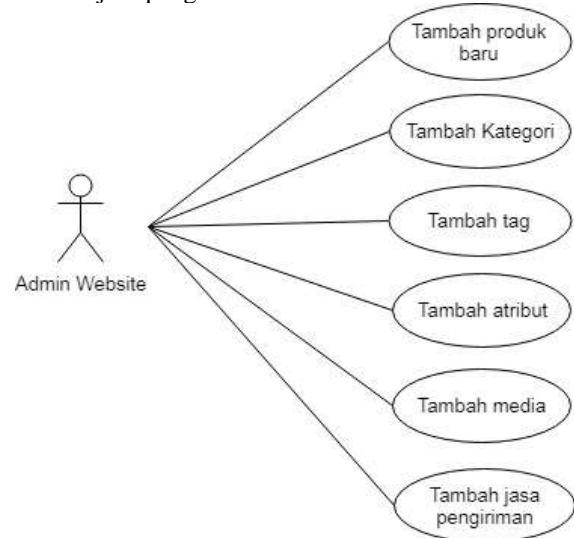 Tambah produk
baru
Tambah Kategori
Tambah tag
Admin Website
Tambah atribut
Tambah media
Tambah jasa
pengiriman